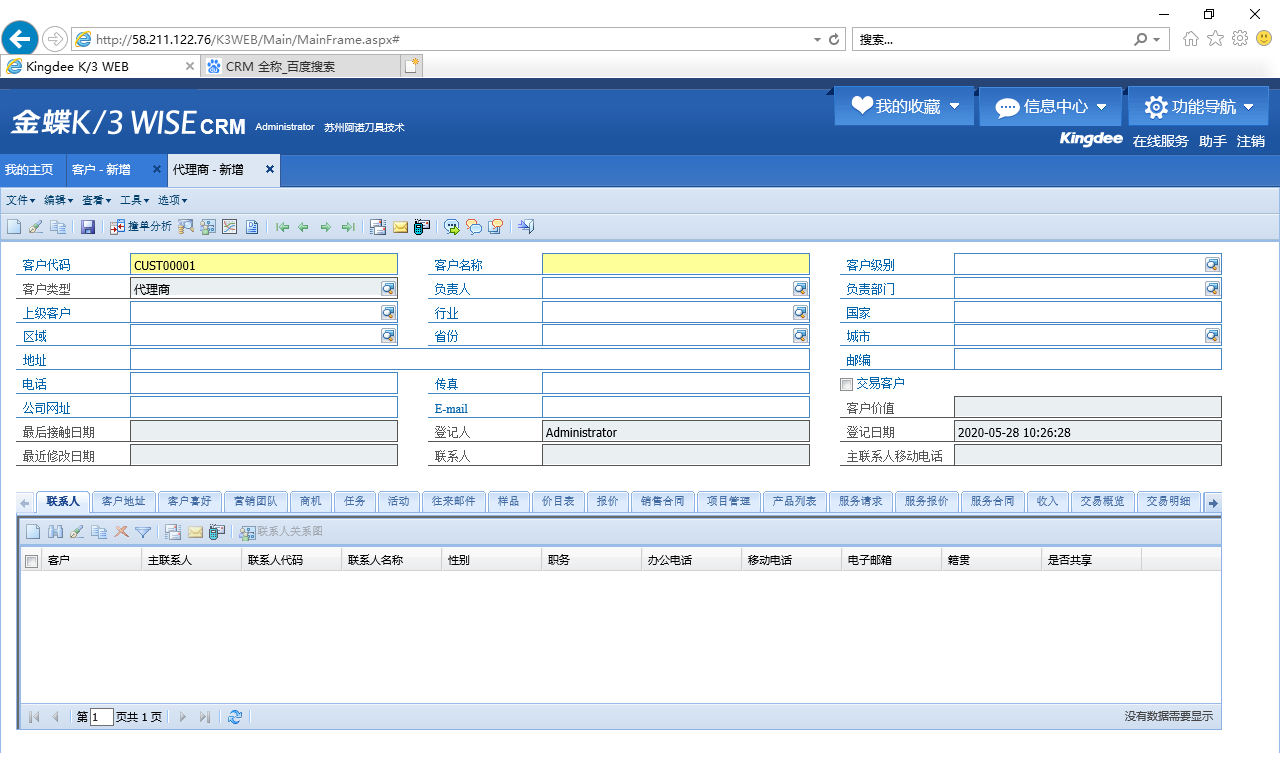 http://58.211.122.76/K3WEB/Main/MainFrame.aspx# 搜索...
Kingdee K/3 WEB CRM 全称_百度搜索
金蝶K/3 WISE CRM Administrator 苏州阿诺刀具技术 我的收藏 信息中心 功能导航
Kingdee 在线服务 助手 注销
我的主页 客户 - 新增 代理商 - 新增
文件 编辑 查看 工具 选项
撞单分析
客户代码 CUST00001 客户名称 客户级别
客户类型 代理商 负责人 负责部门
上级客户 行业 国家
区域 省份 城市
地址 邮编
电话 传真 交易客户
公司网址 E-mail 客户价值
最后接触日期 登记人 Administrator 登记日期 2020-05-28 10:26:28
最近修改日期 联系人 主联系人移动电话
联系人 客户地址 客户喜好 营销团队 商机 任务 活动 往来邮件 样品 价目表 报价 销售合同 项目管理 产品列表 服务请求 服务报价 服务合同 收入 交易概览 交易明细
联系人关系图
客户 主联系人 联系人代码 联系人名称 性别 职务 办公电话 移动电话 电子邮箱 籍贯 是否共享
第 1 页共 1 页 没有数据需要显示